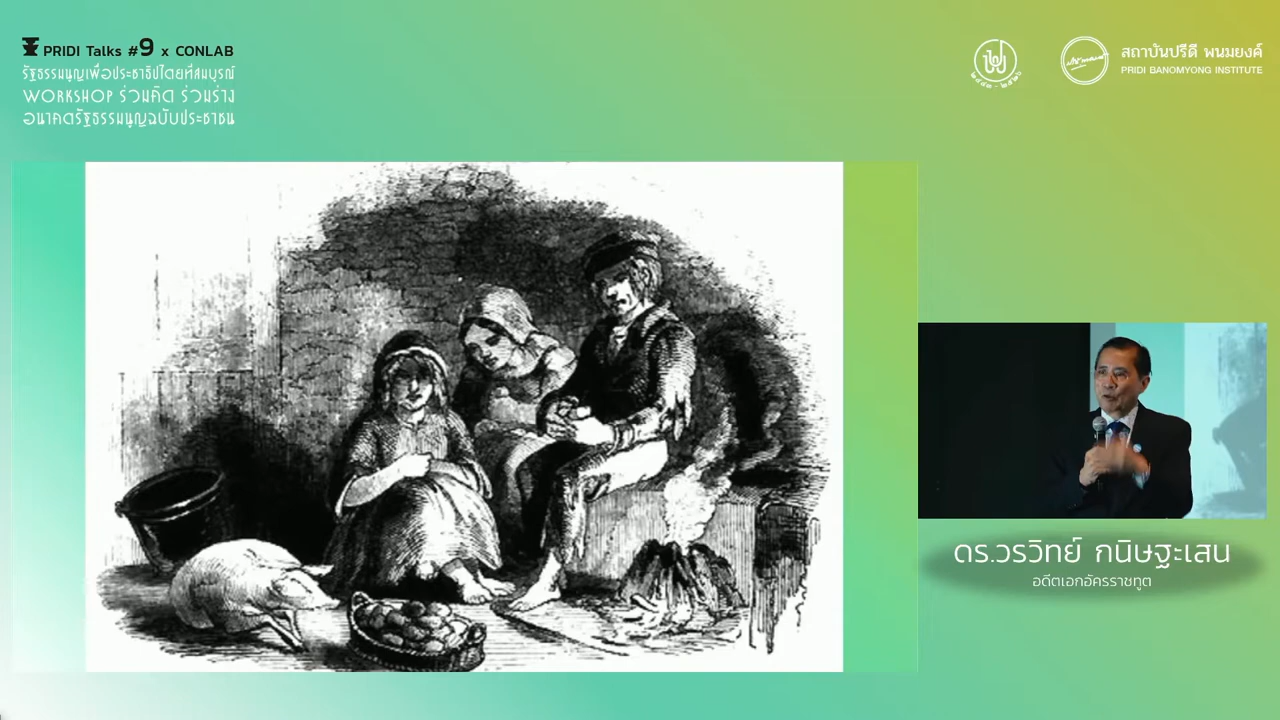 PRIDI Talks #9 x CONLAB
รัฐธรรมนูญเพื่อประชาธิปไตยที่สมบูรณ์
WORKSHOP ร่วมคิด ร่วมร่าง
อนาคตรัฐธรรมนูญฉบับประชาชน
สถาบันปรีดี พนมยงค์
PRIDI BANOMYONG INSTITUTE
ดร.วรวิทย์ กนิษฐะเสน
อดีตเอกอัครราชทูต